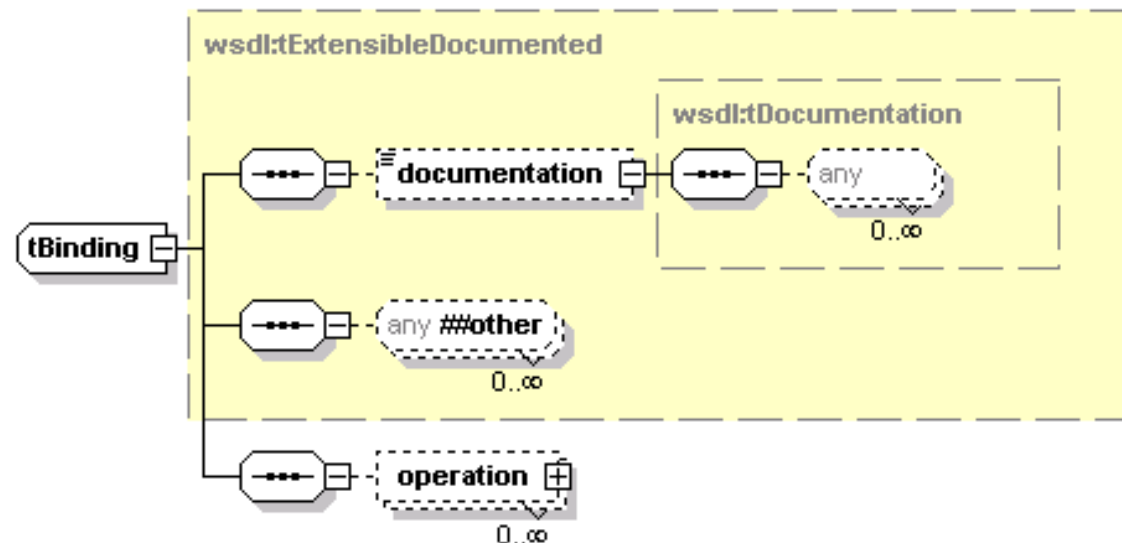 wsdl:tExtensibleDocumented
wsdl:tDocumentation
documentation
any
0..∞
tBinding
any ##other
0..∞
operation
0..∞